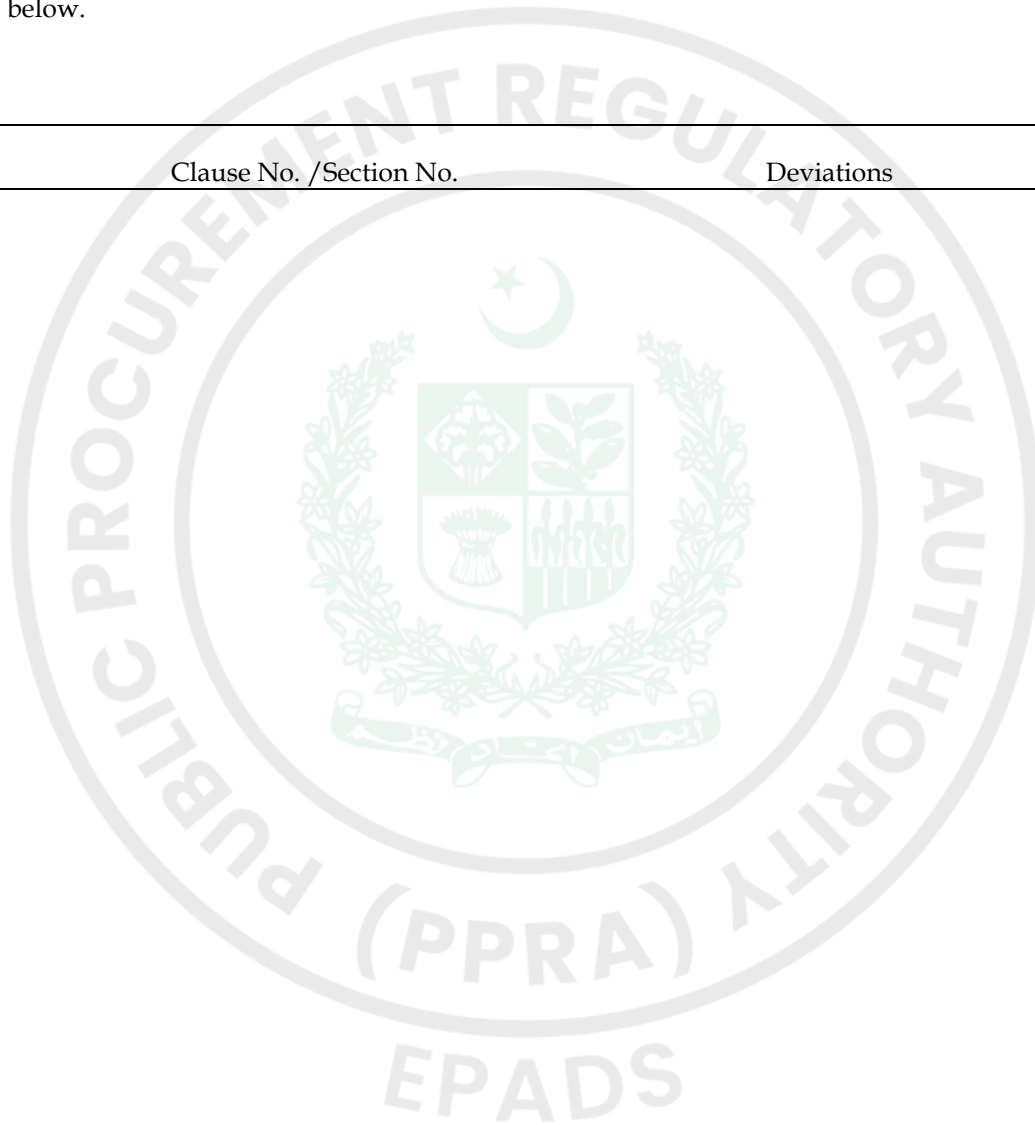 below.
Clause No. /Section No. Deviations
PUBLIC PROCUREMENT REGULATORY AUTHORITY
(PPRA)
EPADS